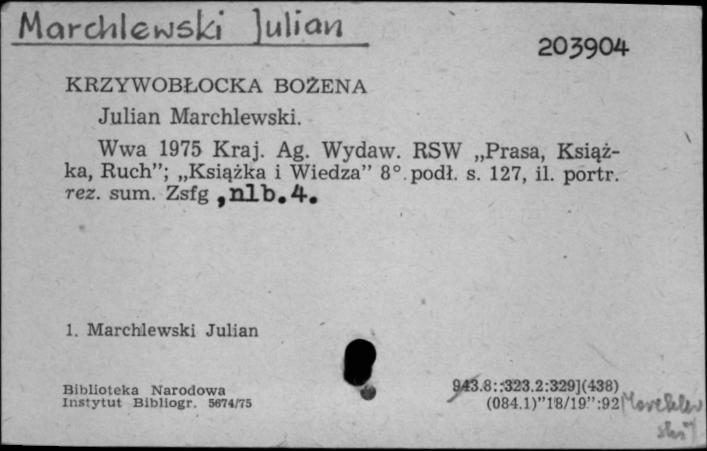 Marchlewski Julian
203904
KRZYWOBŁOCKA BOŻENA
Julian Marchlewski.
Wwa 1975 Kraj. Ag. Wydaw. RSW „Prasa, Książ-
ka, Ruch”; „Książka i Wiedza” 8° podł. s. 127, il. portr.
rez. sum. Zsfg ,nlb.4.
1. Marchlewski Julian
Biblioteka Narodowa
Instytut Bibliogr. 5674/75
943.8::323.2:329](438)
(084.1)”18/19”:92 Marchlew
ski